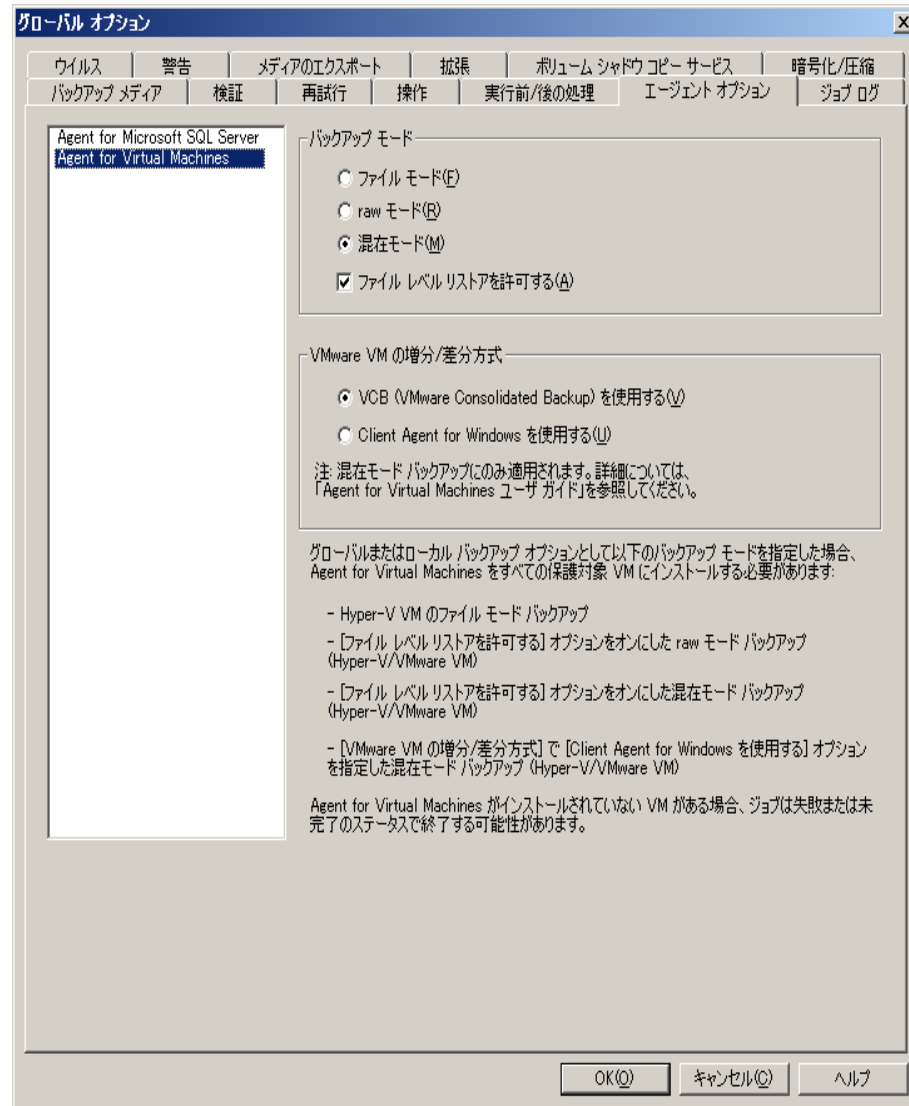 グローバル オプション
ウイルス 警告 メディアのエクスポート 拡張 ボリューム シャドウ コピー サービス 暗号化/圧縮
バックアップ メディア 検証 再試行 操作 実行前/後の処理 エージェント オプション ジョブ ログ
Agent for Microsoft SQL Server
Agent for Virtual Machines
バックアップ モード
ファイル モード(F)
raw モード(R)
混在モード(M)
ファイル レベル リストアを許可する(A)
VMware VM の増分/差分方式
VCB (VMware Consolidated Backup) を使用する(V)
Client Agent for Windows を使用する(U)
注: 混在モード バックアップにのみ適用されます。詳細については、
「Agent for Virtual Machines ユーザ ガイド」を参照してください。
グローバルまたはローカル バックアップ オプションとして以下のバックアップ モードを指定した場合、
Agent for Virtual Machines をすべての保護対象 VM にインストールする必要があります:
- Hyper-V VM のファイル モード バックアップ
- [ファイル レベル リストアを許可する] オプションをオンにした raw モード バックアップ
(Hyper-V/VMware VM)
- [ファイル レベル リストアを許可する] オプションをオンにした混在モード バックアップ
(Hyper-V/VMware VM)
- [VMware VM の増分/差分方式] で [Client Agent for Windows を使用する] オプション
を指定した混在モード バックアップ (Hyper-V/VMware VM)
Agent for Virtual Machines がインストールされていない VM がある場合、ジョブは失敗または未
完了のステータスで終了する可能性があります。
OK(O) キャンセル(C) ヘルプ